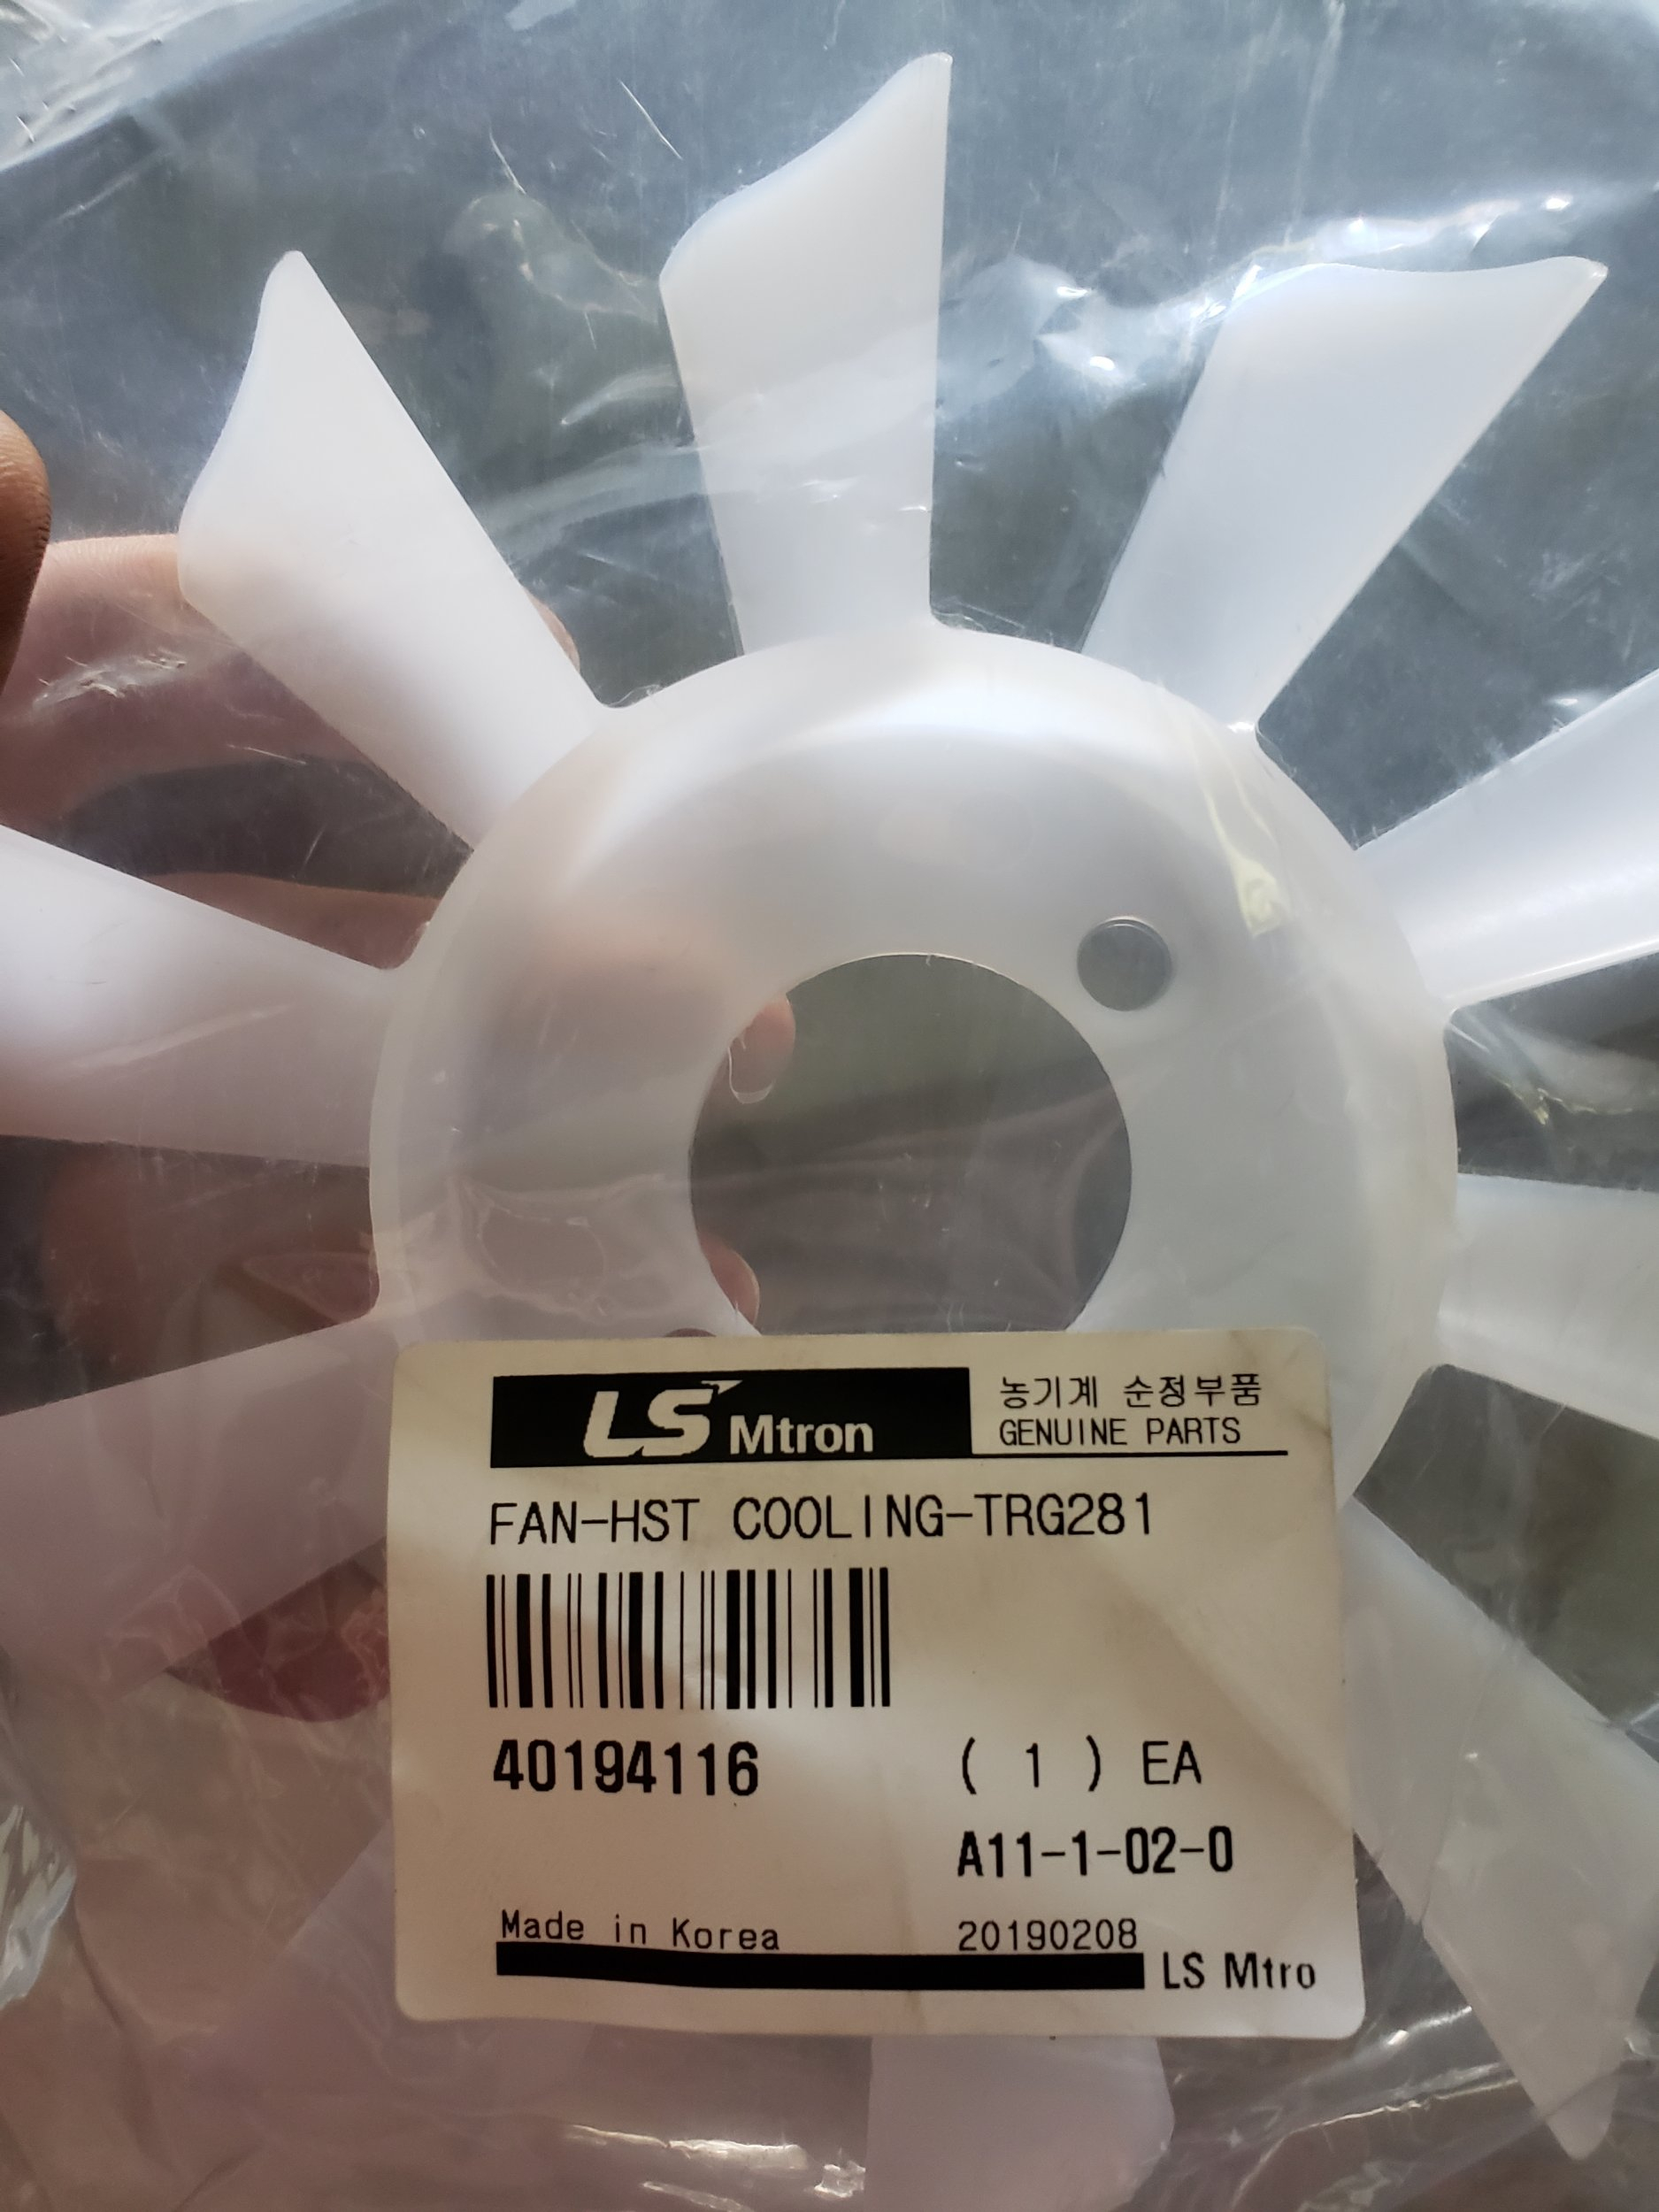 LS Mtron
농기계 순정부품
GENUINE PARTS
FAN-HST COOLING-TRG281
40194116 ( 1 ) EA
A11-1-02-0
Made in Korea 20190208
LS Mtro